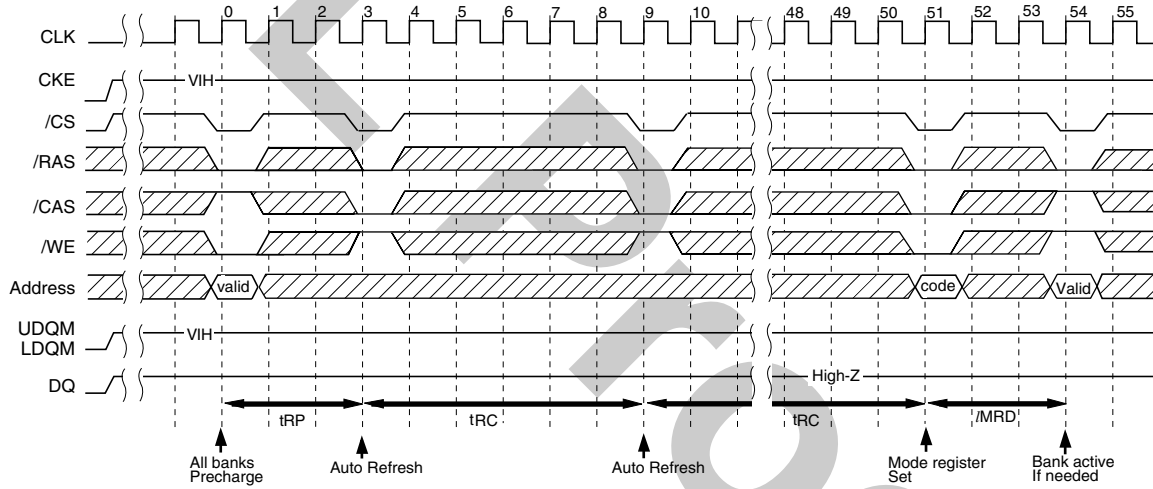 0 1 2 3 4 5 6 7 8 9 10 48 49 50 51 52 53 54 55
CLK
CKE VIH
/CS
/RAS
/CAS
/WE
Address valid code Valid
UDQM
LDQM VIH
DQ High-Z
tRP tRC tRC lMRD
All banks
Precharge
Auto Refresh
Auto Refresh
Mode register
Set
Bank active
If needed